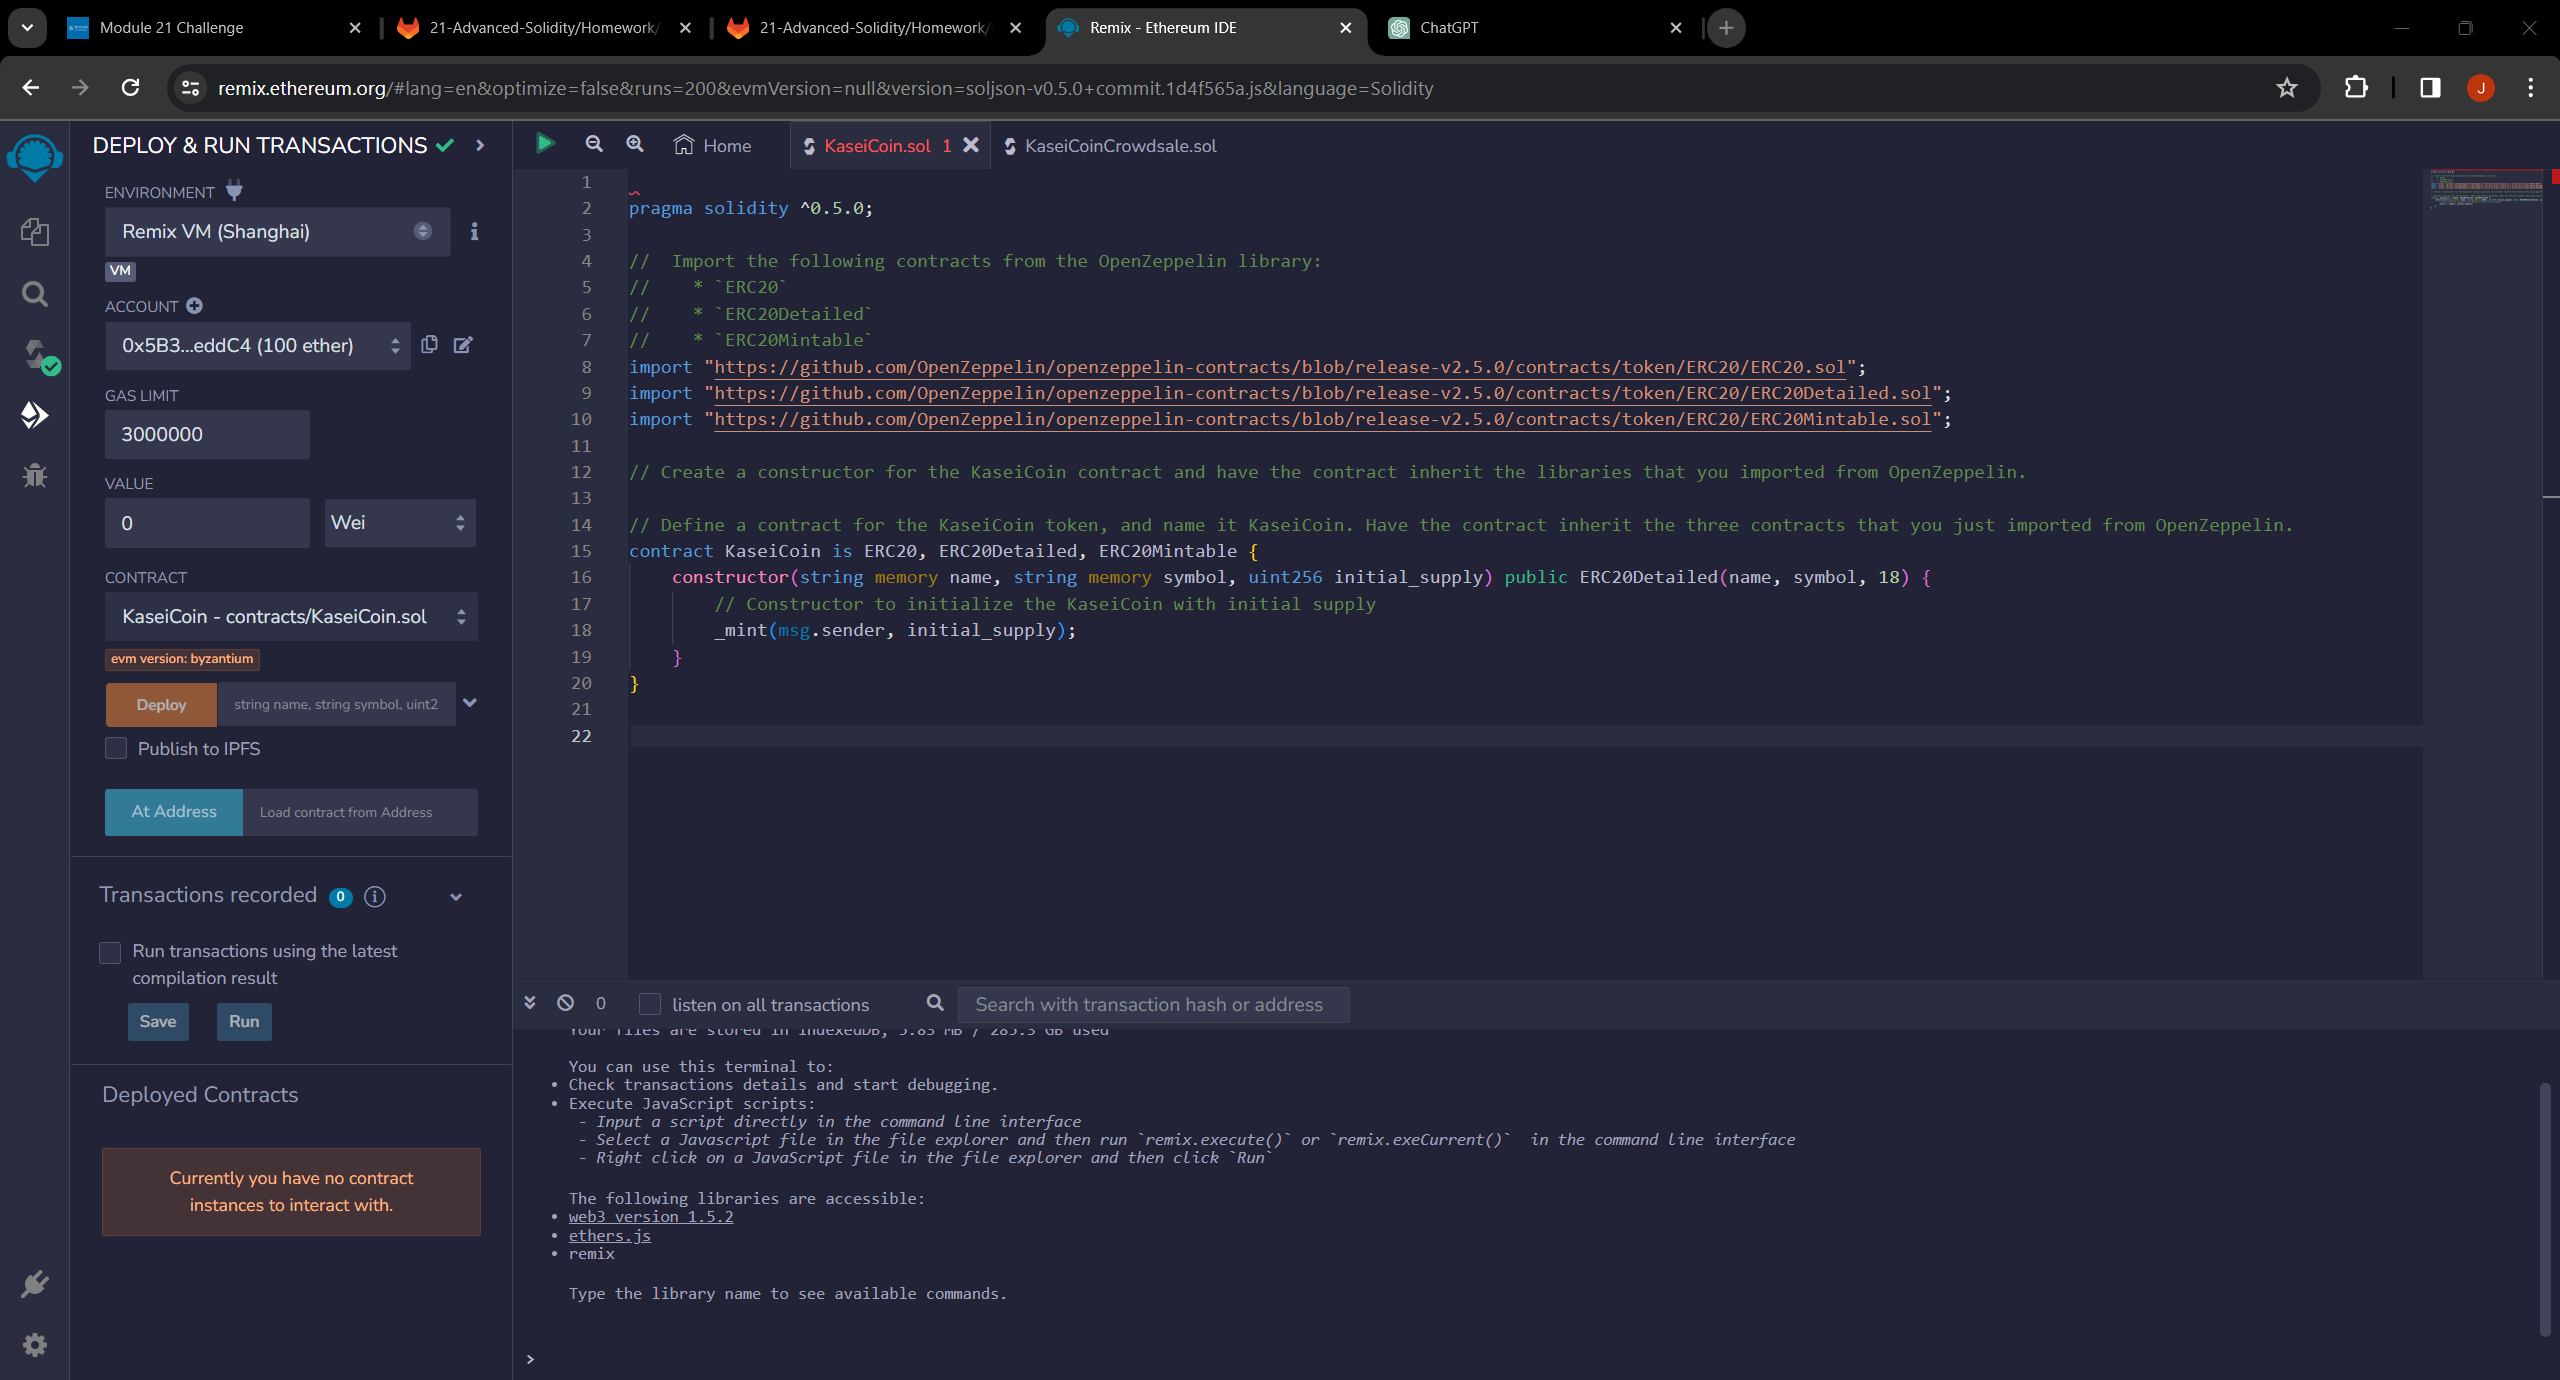 Module 21 Challenge
21-Advanced-Solidity/Homework/
21-Advanced-Solidity/Homework/
Remix - Ethereum IDE
ChatGPT
remix.ethereum.org/#lang=en&optimize=false&runs=200&evmVersion=null&version=soljson-v0.5.0+commit.1d4f565a.js&language=Solidity
J
DEPLOY & RUN TRANSACTIONS
ENVIRONMENT
Remix VM (Shanghai)
VM
ACCOUNT
0x5B3...eddC4 (100 ether)
GAS LIMIT
3000000
VALUE
0
Wei
CONTRACT
KaseiCoin - contracts/KaseiCoin.sol
evm version: byzantium
Deploy
string name, string symbol, uint2
Publish to IPFS
At Address
Load contract from Address
Transactions recorded 0
Run transactions using the latest
compilation result
Save
Run
Deployed Contracts
Currently you have no contract
instances to interact with.
Home
KaseiCoin.sol 1
KaseiCoinCrowdsale.sol
1
2 pragma solidity ^0.5.0;
3
4 //  Import the following contracts from the OpenZeppelin library:
5 //    * `ERC20`
6 //    * `ERC20Detailed`
7 //    * `ERC20Mintable`
8 import "https://github.com/OpenZeppelin/openzeppelin-contracts/blob/release-v2.5.0/contracts/token/ERC20/ERC20.sol";
9 import "https://github.com/OpenZeppelin/openzeppelin-contracts/blob/release-v2.5.0/contracts/token/ERC20/ERC20Detailed.sol";
10 import "https://github.com/OpenZeppelin/openzeppelin-contracts/blob/release-v2.5.0/contracts/token/ERC20/ERC20Mintable.sol";
11
12 // Create a constructor for the KaseiCoin contract and have the contract inherit the libraries that you imported from OpenZeppelin.
13
14 // Define a contract for the KaseiCoin token, and name it KaseiCoin. Have the contract inherit the three contracts that you just imported from OpenZeppelin.
15 contract KaseiCoin is ERC20, ERC20Detailed, ERC20Mintable {
16     constructor(string memory name, string memory symbol, uint256 initial_supply) public ERC20Detailed(name, symbol, 18) {
17         // Constructor to initialize the KaseiCoin with initial supply
18         _mint(msg.sender, initial_supply);
19     }
20 }
21
22
0
listen on all transactions
Search with transaction hash or address
Your files are stored in indexedDB, 5.83 MB / 285.5 GB used
You can use this terminal to:
• Check transactions details and start debugging.
• Execute JavaScript scripts:
- Input a script directly in the command line interface
- Select a Javascript file in the file explorer and then run `remix.execute()` or `remix.exeCurrent()`  in the command line interface
- Right click on a JavaScript file in the file explorer and then click `Run`
The following libraries are accessible:
• web3 version 1.5.2
• ethers.js
• remix
Type the library name to see available commands.
>